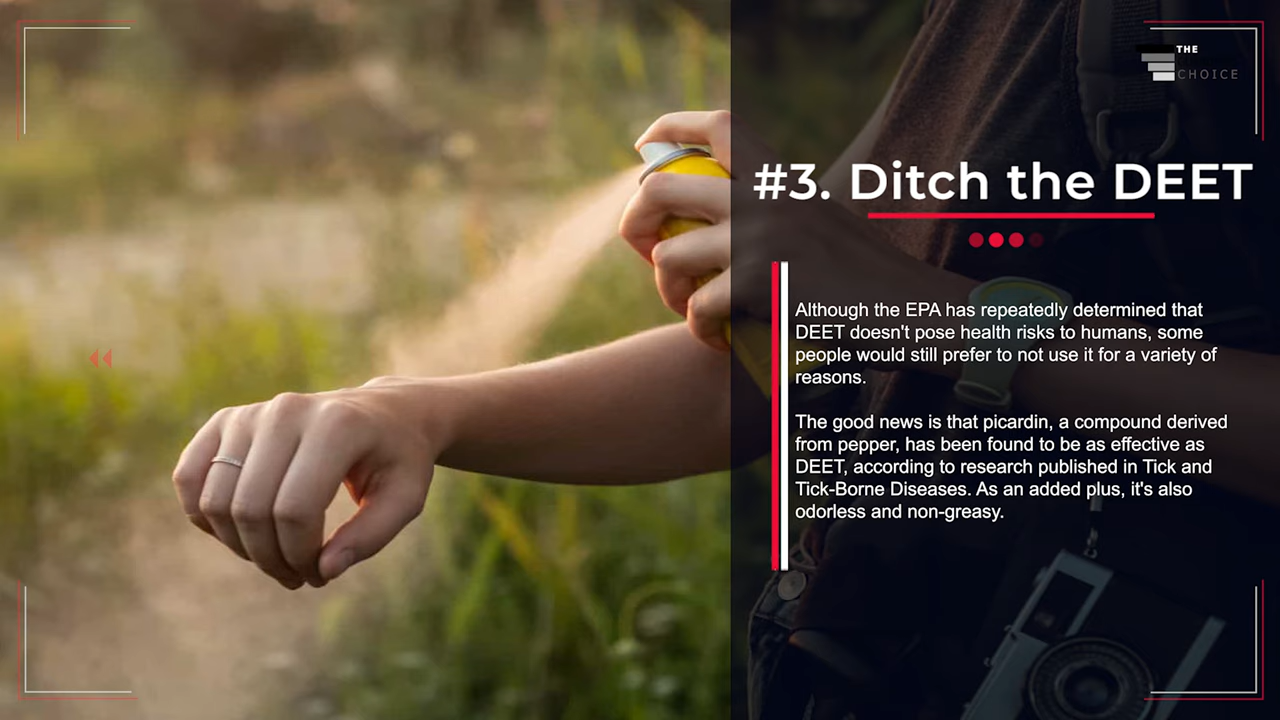 THE
CHOICE
#3. Ditch the DEET
Although the EPA has repeatedly determined that
DEET doesn't pose health risks to humans, some
people would still prefer to not use it for a variety of
reasons.
The good news is that picardin, a compound derived
from pepper, has been found to be as effective as
DEET, according to research published in Tick and
Tick-Borne Diseases. As an added plus, it's also
odorless and non-greasy.